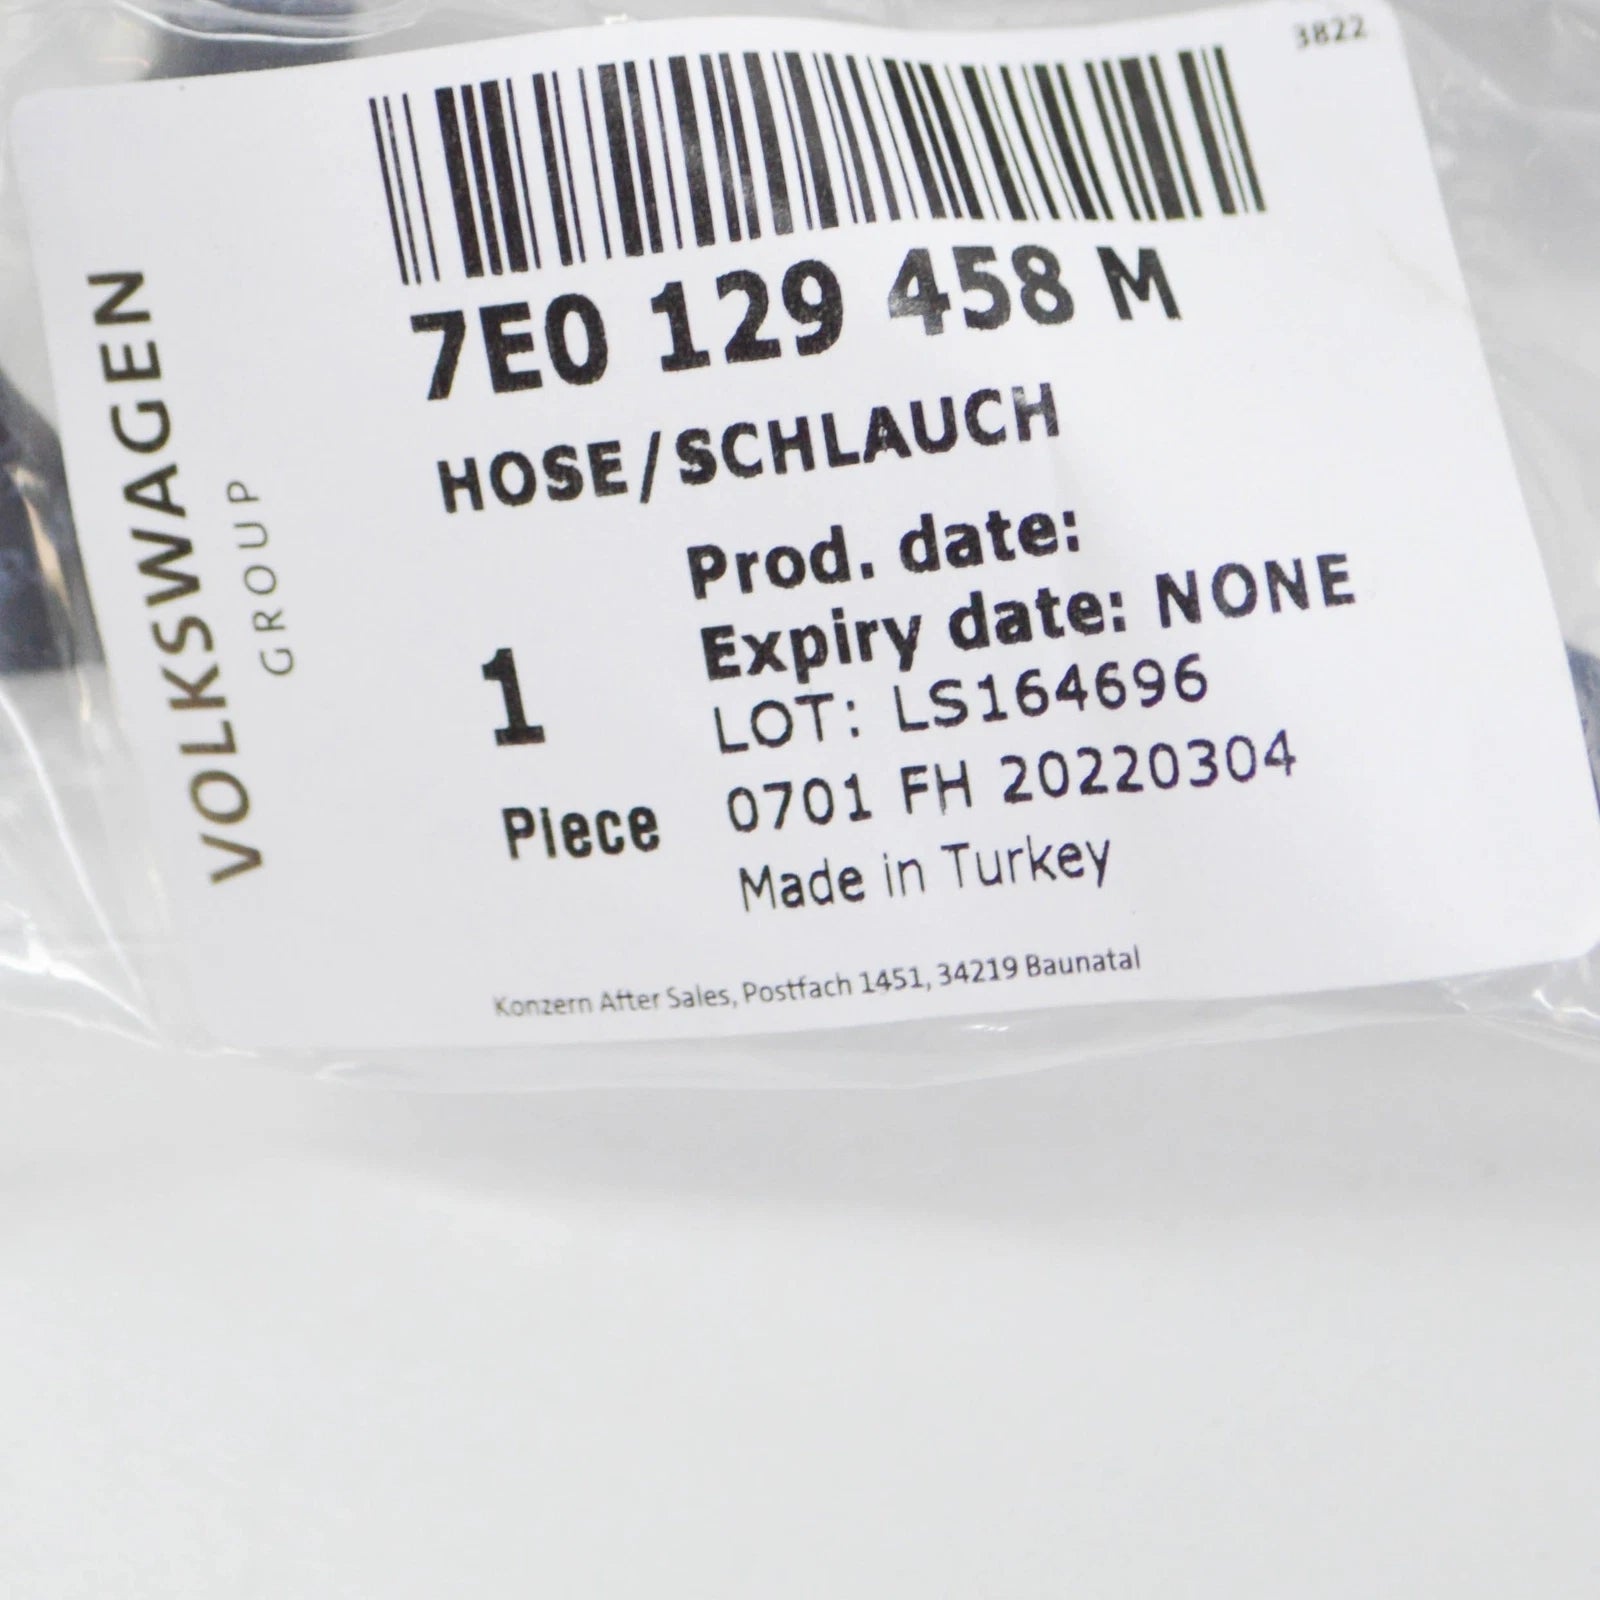 3822
7E0 129 458 M
HOSE/SCHLAUCH
Prod. date:
Expiry date: NONE
LOT: LS164696
0701 FH 20220304
Made in Turkey
1
Piece
VOLKSWAGEN
GROUP
Konzern After Sales, Postfach 1451, 34219 Baunatal